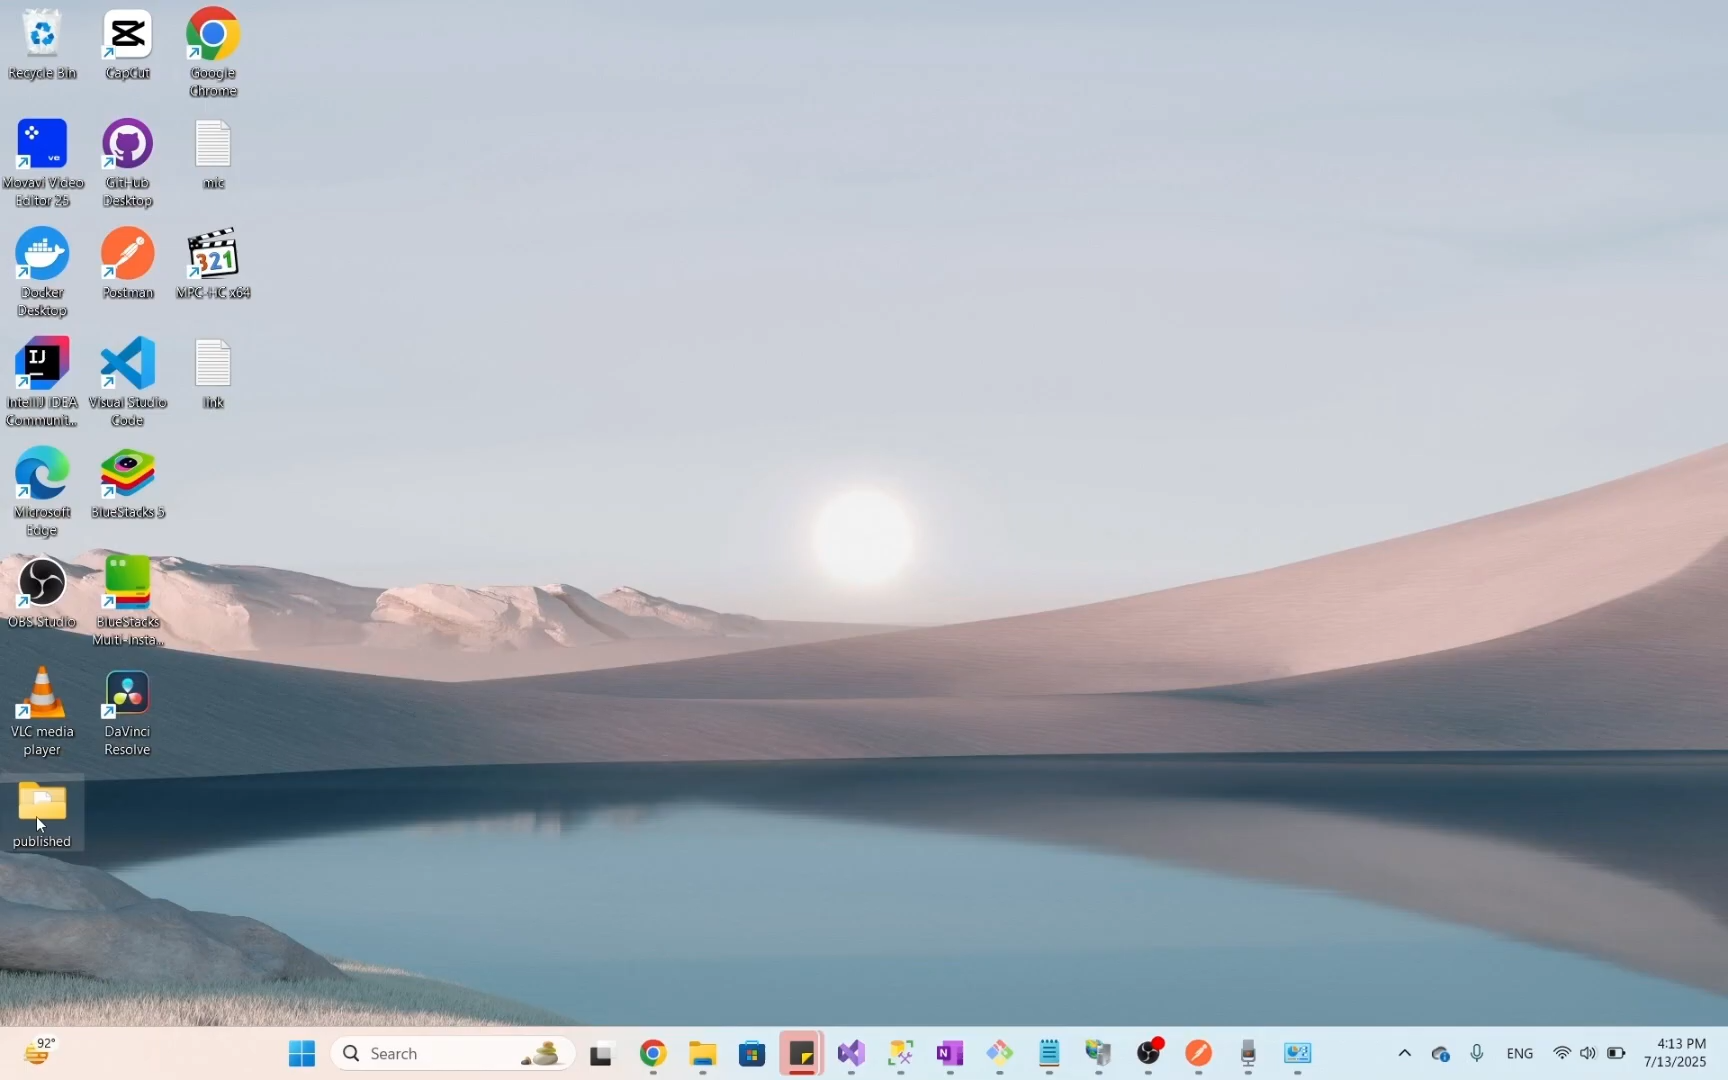 Recycle Bin
CapCut
Google
Chrome
Movavi Video
Editor 25
GitHub
Desktop
mic
Docker
Desktop
Postman
321
MPC-HC x64
IJ
IntelliJ IDEA
Communit...
Visual Studio
Code
link
Microsoft
Edge
BlueStacks 5
OBS Studio
BlueStacks
Multi-Insta...
VLC media
player
DaVinci
Resolve
published
92°
Search
N
ENG
4:13 PM
7/13/2025